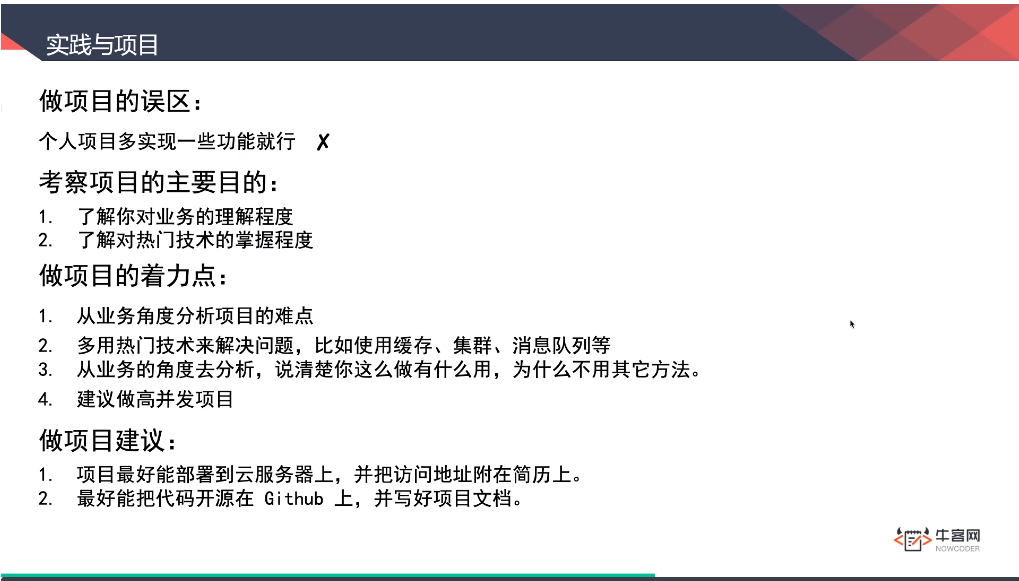 实践与项目
做项目的误区：
个人项目多实现一些功能就行 ✗
考察项目的主要目的：
1. 了解你对业务的理解程度
2. 了解对热门技术的掌握程度
做项目的着力点：
1. 从业务角度分析项目的难点
2. 多用热门技术来解决问题，比如使用缓存、集群、消息队列等
3. 从业务的角度去分析，说清楚你这么做有什么用，为什么不用其它方法。
4. 建议做高并发项目
做项目建议：
1. 项目最好能部署到云服务器上，并把访问地址附在简历上。
2. 最好能把代码开源在 Github 上，并写好项目文档。
牛客网
NOWCODER